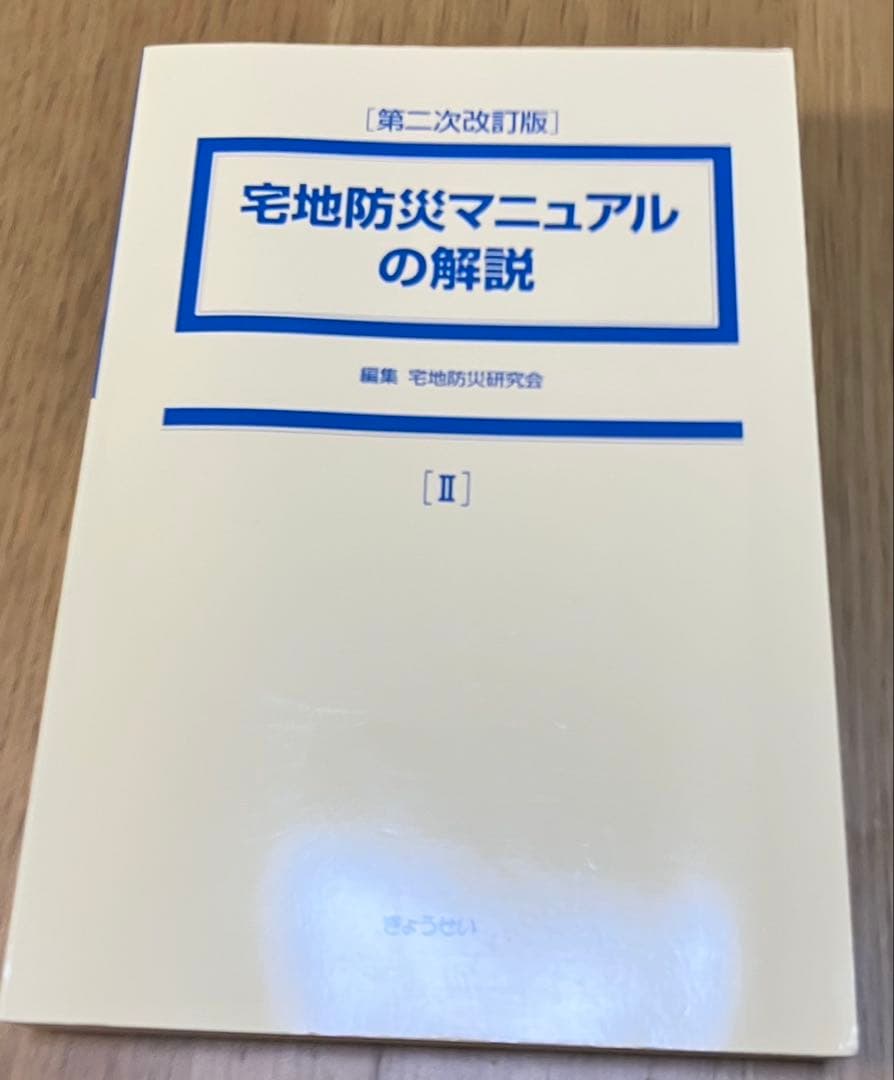 ［第二次改訂版］
宅地防災マニュアル
の解説
編集 宅地防災研究会
［Ⅱ］
ぎょうせい